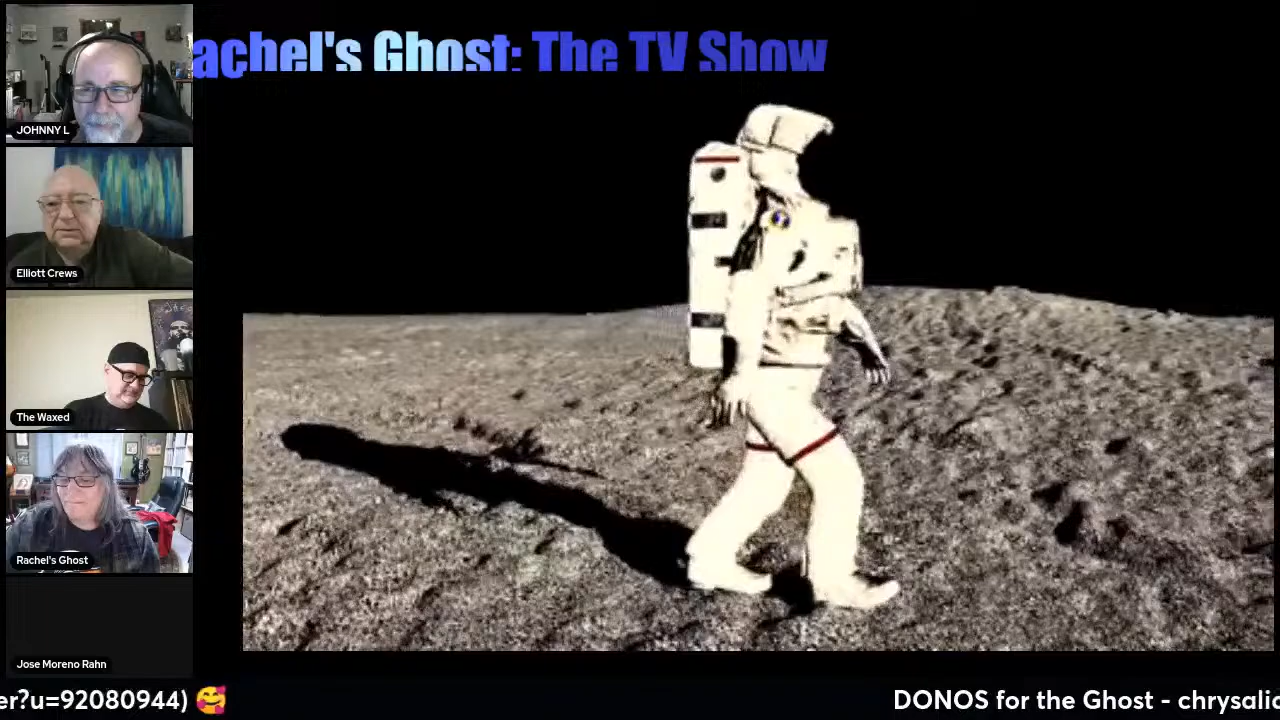 achel's Ghost: The TV Show
JOHNNY L
Elliott Crews
The Waxed
Rachel's Ghost
Jose Moreno Rahn
er?u=92080944) 🥰 DONOS for the Ghost - chrysalic